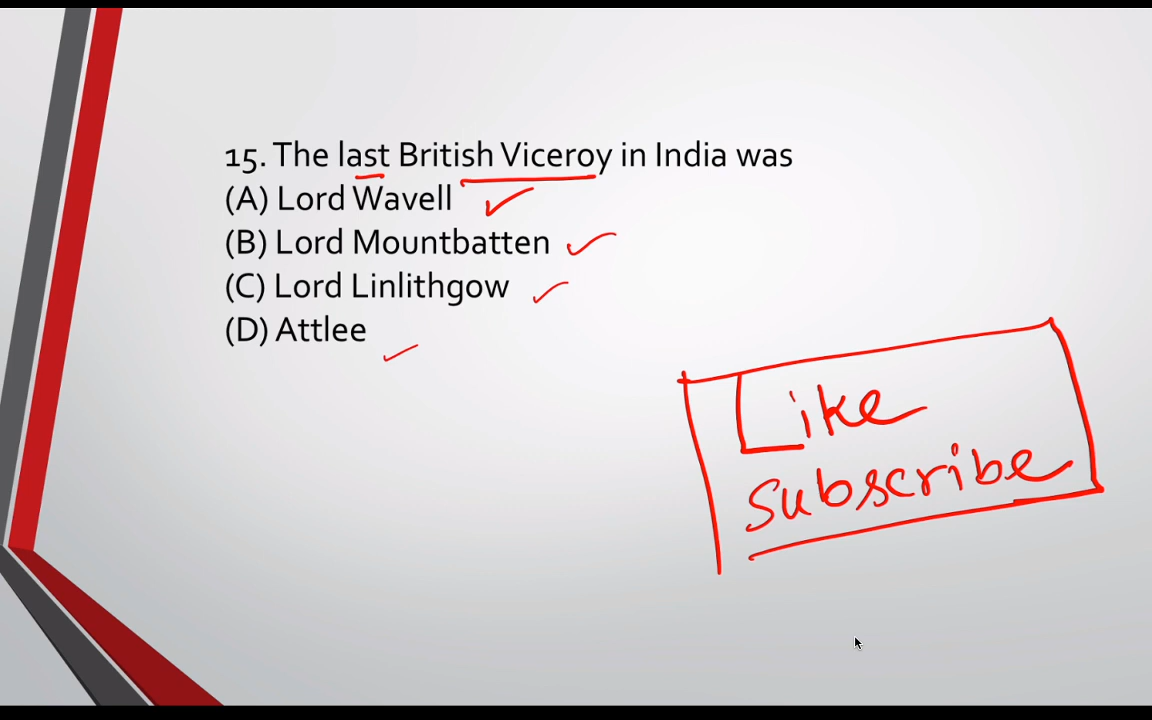 15. The last British Viceroy in India was
(A) Lord Wavell
(B) Lord Mountbatten
(C) Lord Linlithgow
(D) Attlee
Like
Subscribe